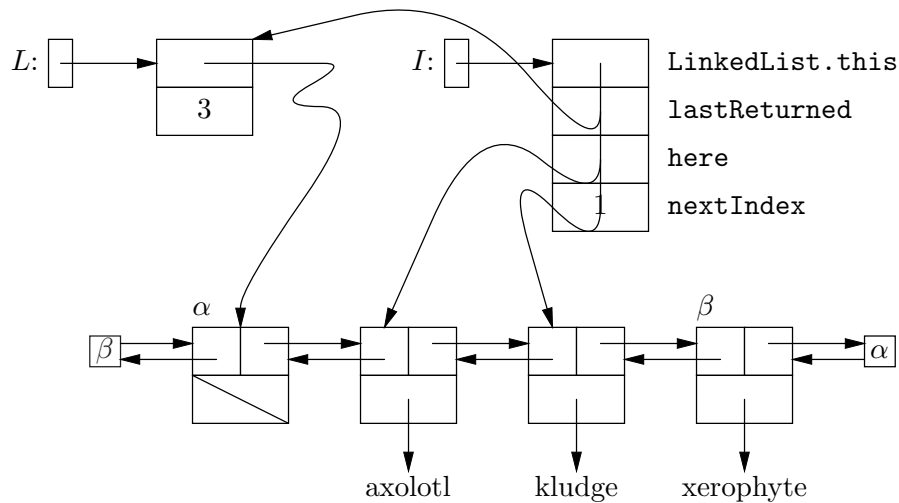 L: I: LinkedList.this
3 lastReturned
here
1 nextIndex
α β
β α
axolotl kludge xerophyte